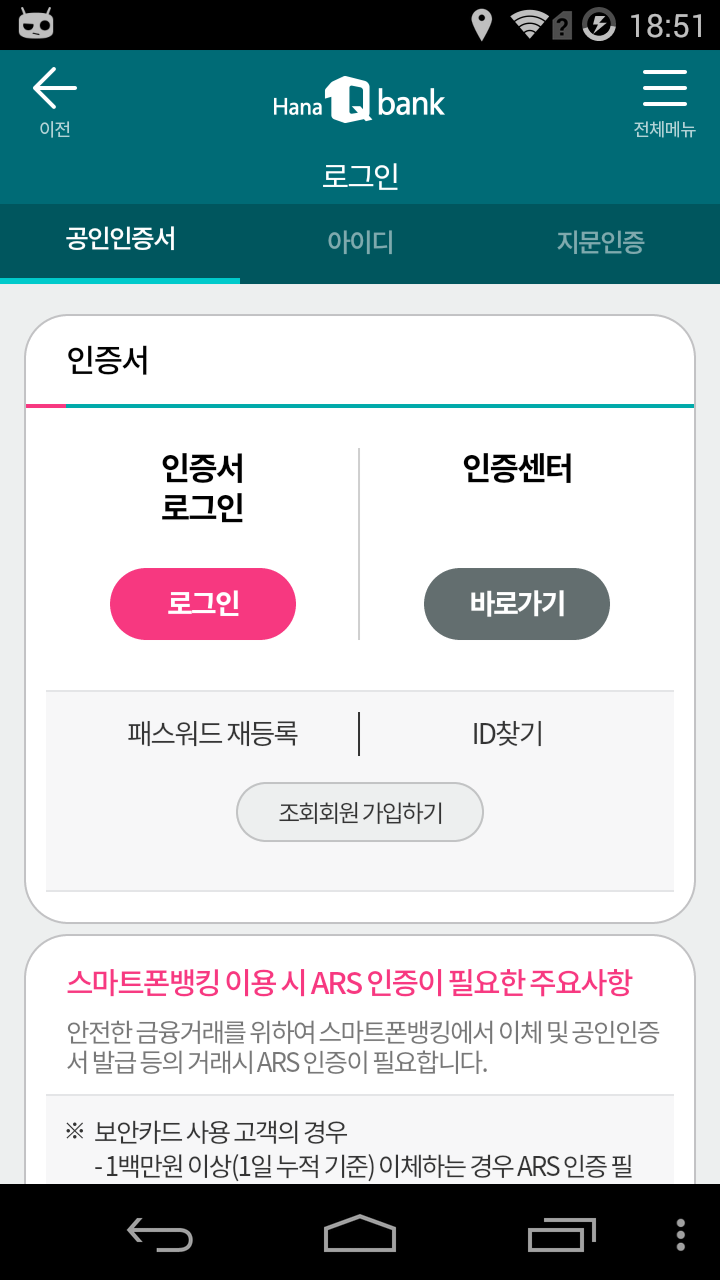 18:51
이전
Hana 1Q bank
전체메뉴
로그인
공인인증서 아이디 지문인증
인증서
인증서
로그인
인증센터
로그인 바로가기
패스워드 재등록 ID찾기
조회회원 가입하기
스마트폰뱅킹 이용 시 ARS 인증이 필요한 주요사항
안전한 금융거래를 위하여 스마트폰뱅킹에서 이체 및 공인인증
서 발급 등의 거래시 ARS 인증이 필요합니다.
※ 보안카드 사용 고객의 경우
- 1백만원 이상(1일 누적 기준) 이체하는 경우 ARS 인증 필